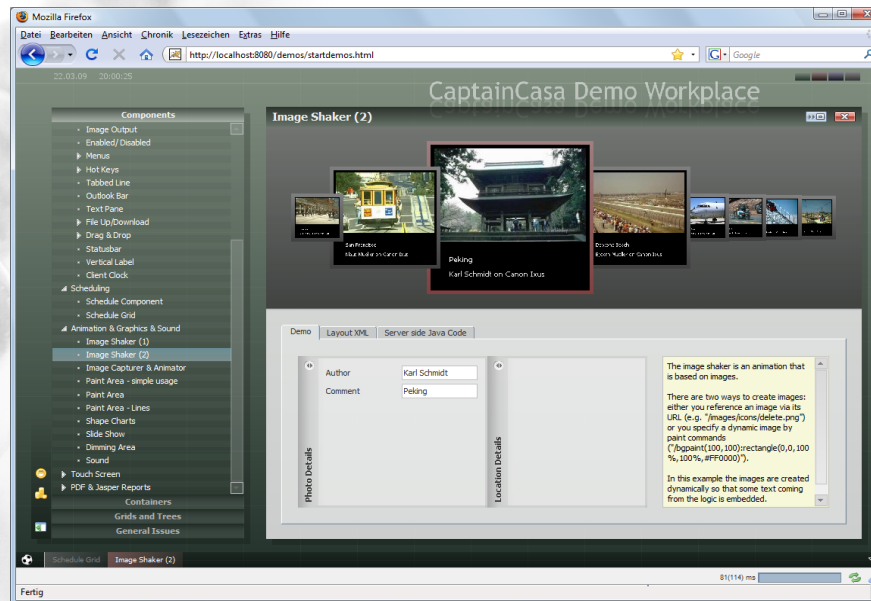 Mozilla Firefox
Datei Bearbeiten Ansicht Chronik Lesezeichen Extras Hilfe
http://localhost:8080/demos/startdemos.html
Google
22.03.09 20:00:25
CaptainCasa Demo Workplace
Components
Image Output
Enabled/Disabled
Menus
Hot Keys
Tabbed Line
Outlook Bar
Text Pane
File Up,Download
Drag & Drop
Statusbar
Vertical Label
Client Clock
Scheduling
Schedule Component
Schedule Grid
Animation & Graphics & Sound
Image Shaker (1)
Image Shaker (2)
Image Capturer & Animator
Paint Area - simple usage
Paint Area
Paint Area - Lines
Shape Charts
Slide Show
Dimming Area
Sound
Touch Screen
PDF & Jasper Reports
Containers
Grids and Trees
General Issues
Image Shaker (2)
San Francisco
Peking
Karl Schmidt on Canon Ixus
Demo Layout XML Server side Java Code
Photo Details
Author Karl Schmidt
Comment Peking
Location Details
The image shaker is an animation that
is based on images.
There are two ways to create images:
either you reference an image via its
URL (e.g. "/images/icons/delete.png")
or you specify a dynamic image by
paint commands
("/bgpaint(100,100):rectangle(0,0,100
%,100%,#FF0000)").
In this example the images are created
dynamically so that some text coming
from the logic is embedded.
Schedule Grid Image Shaker (2)
81(114) ms
Fertig